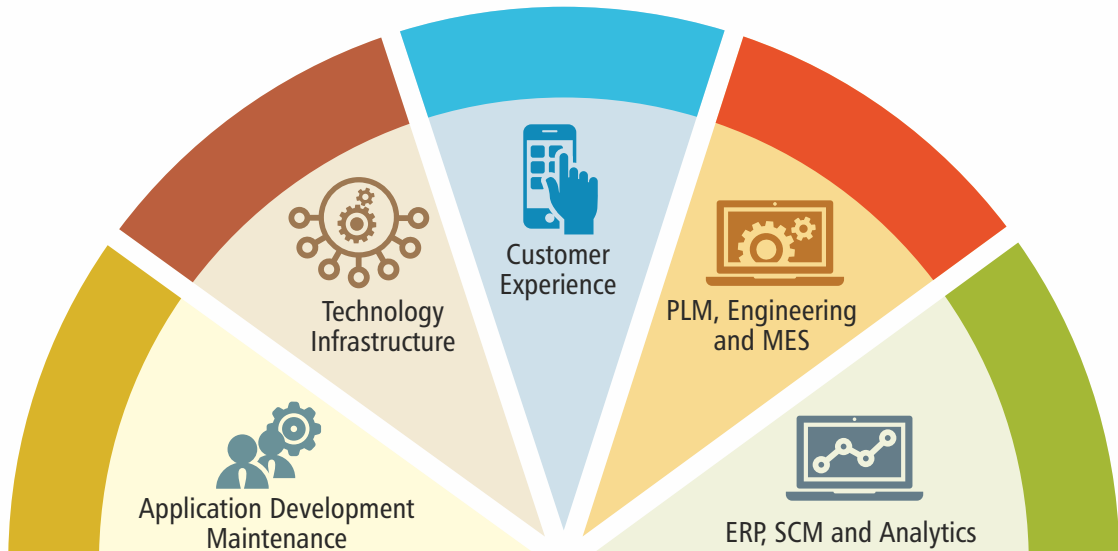 Customer
Experience
Technology
Infrastructure
PLM, Engineering
and MES
Application Development
Maintenance
ERP, SCM and Analytics